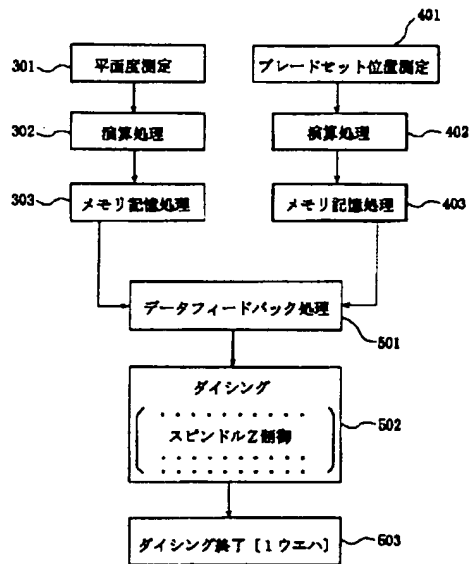 401
301
平面度測定
ブレードセット位置測定
302
演算処理
演算処理
402
303
メモリ記憶処理
メモリ記憶処理
403
データフィードバック処理
501
ダイシング
スピンドルZ制御
502
ダイシング終了〔1ウエハ〕
503